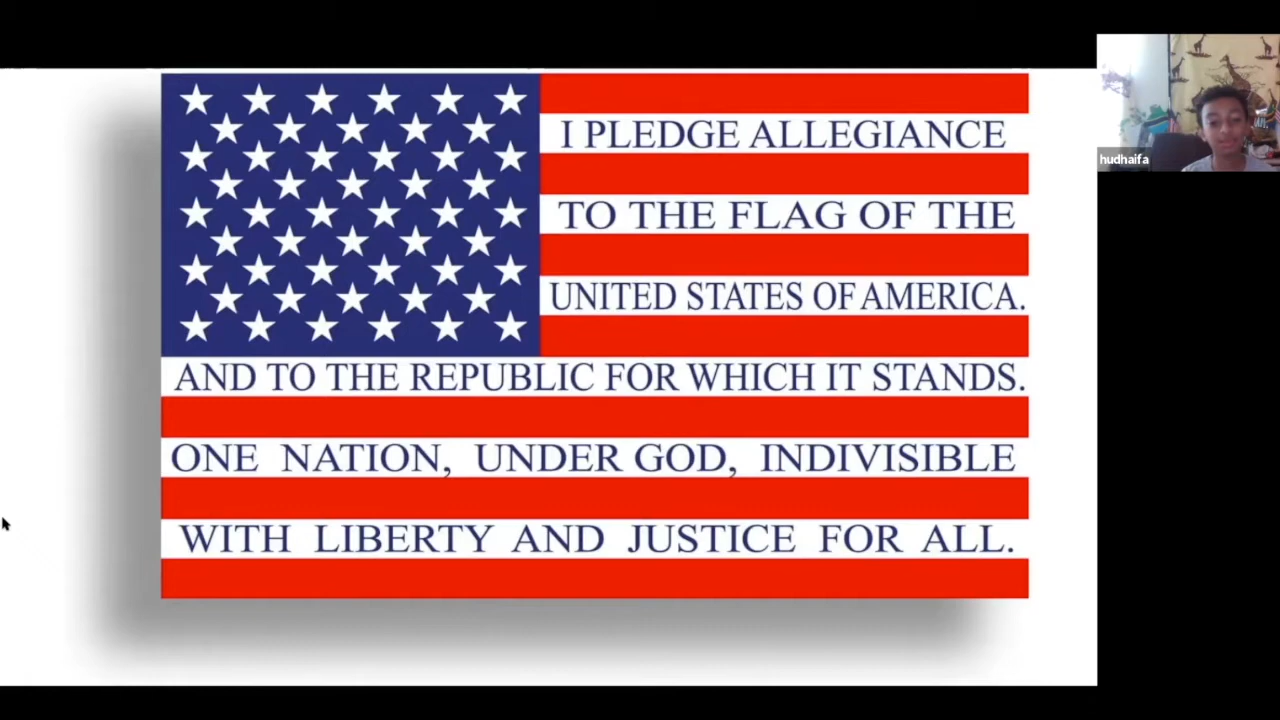 I PLEDGE ALLEGIANCE
TO THE FLAG OF THE
UNITED STATES OF AMERICA.
AND TO THE REPUBLIC FOR WHICH IT STANDS.
ONE NATION, UNDER GOD, INDIVISIBLE
WITH LIBERTY AND JUSTICE FOR ALL.
hudhaifa